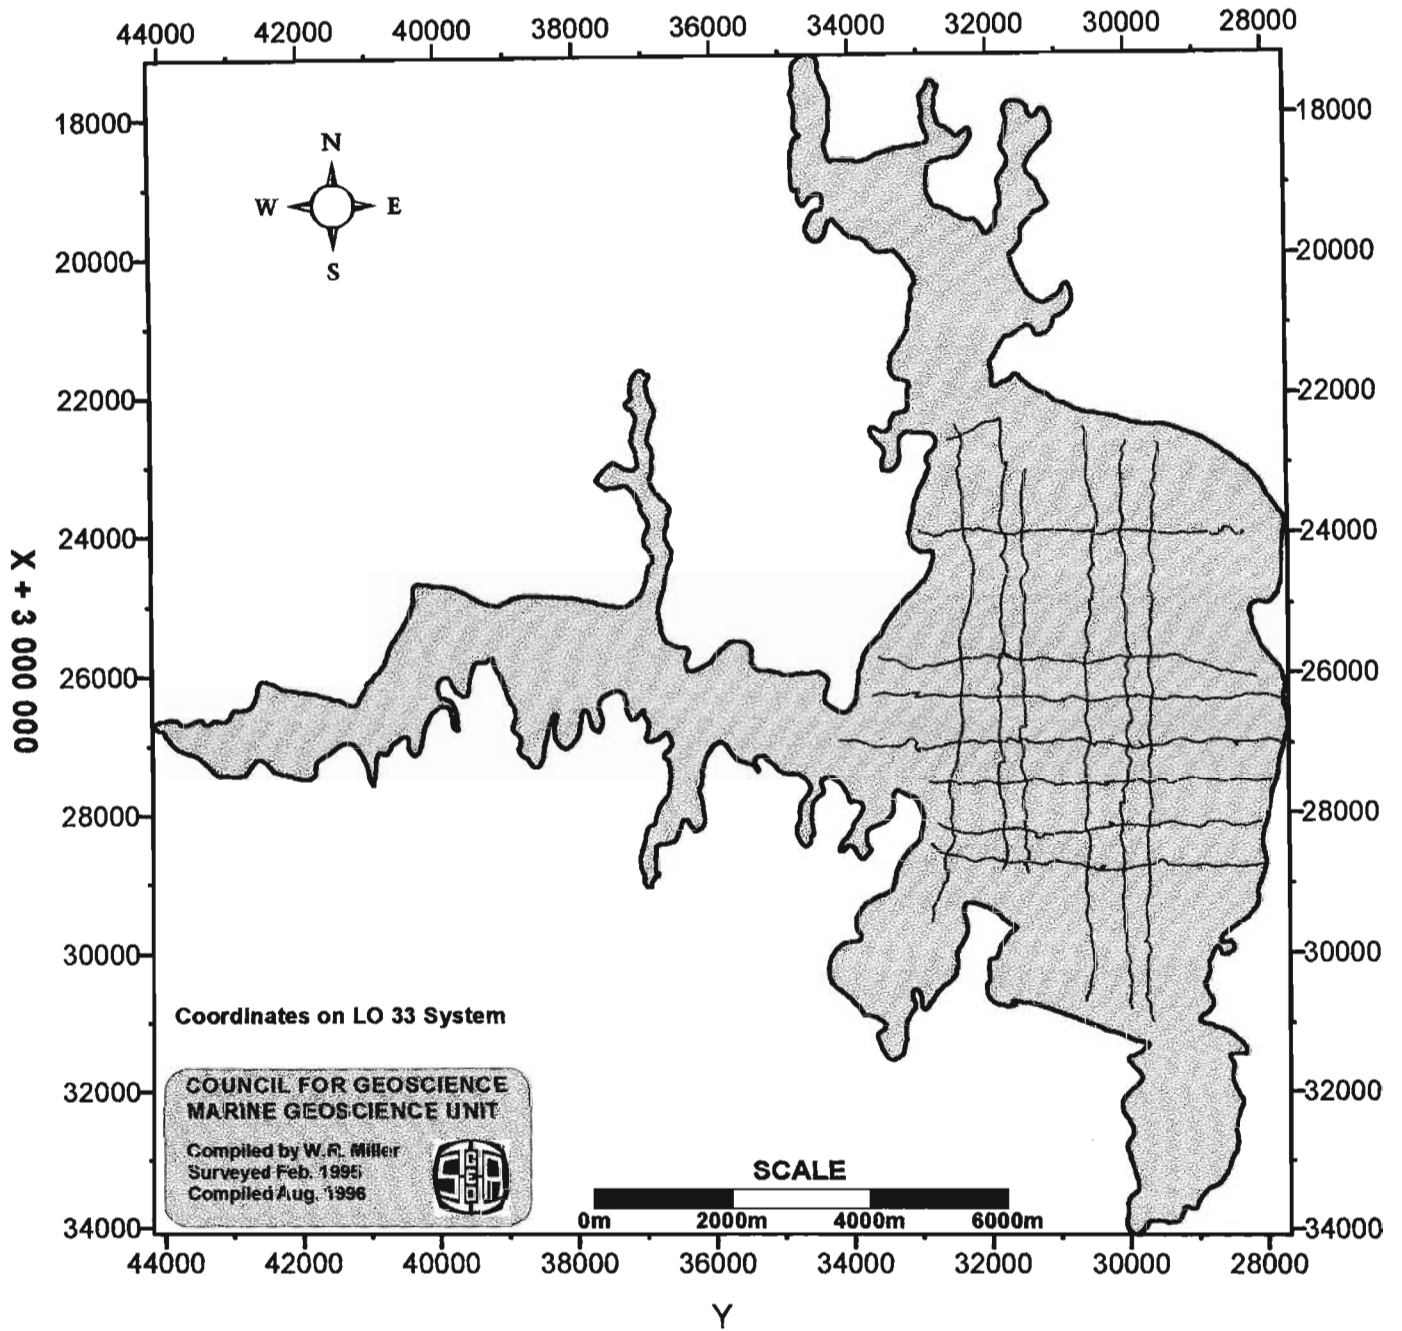 44000 42000 40000 38000 36000 34000 32000 30000 28000
18000 18000
N
W E
S
20000 20000
22000 22000
24000 24000
X + 3 000 000
26000 26000
28000 28000
30000 30000
Coordinates on LO 33 System
32000 32000
COUNCIL FOR GEOSCIENCE
MARINE GEOSCIENCE UNIT
Compiled by W.R. Miller
Surveyed Feb. 1995
Compiled Aug. 1996
SCALE
0m 2000m 4000m 6000m
34000 34000
44000 42000 40000 38000 36000 34000 32000 30000 28000
Y